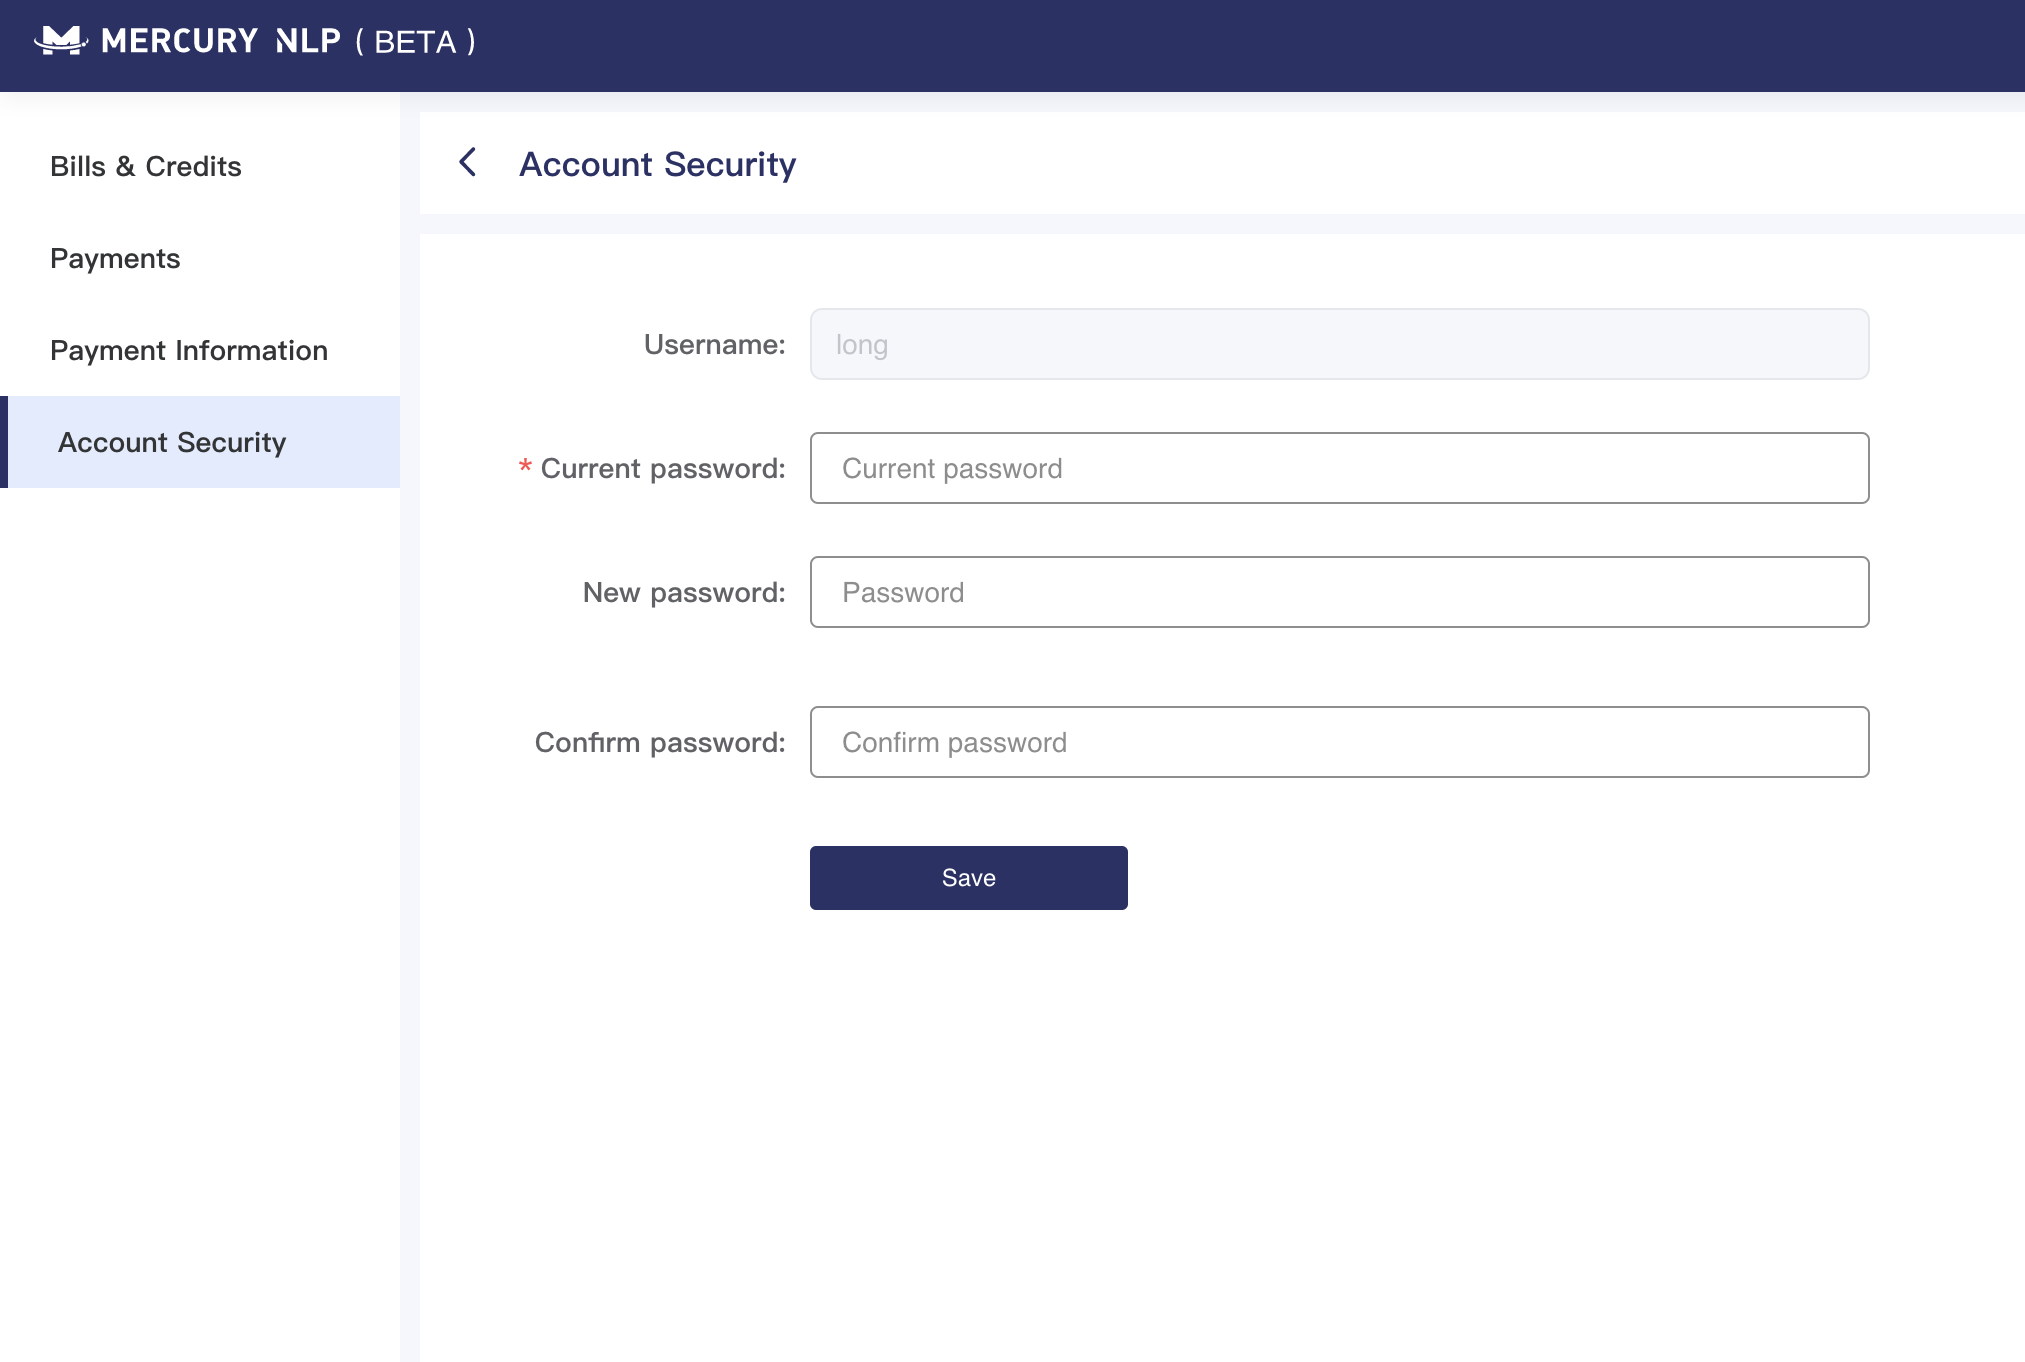 MERCURY NLP ( BETA )
Bills & Credits
Payments
Payment Information
Account Security
Account Security
Username: long
* Current password: Current password
New password: Password
Confirm password: Confirm password
Save